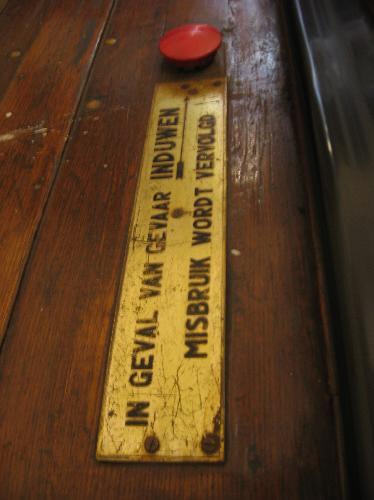 IN GEVAL VAN GEVAAR INDUWEN
MISBRUIK WORDT VERVOLGD